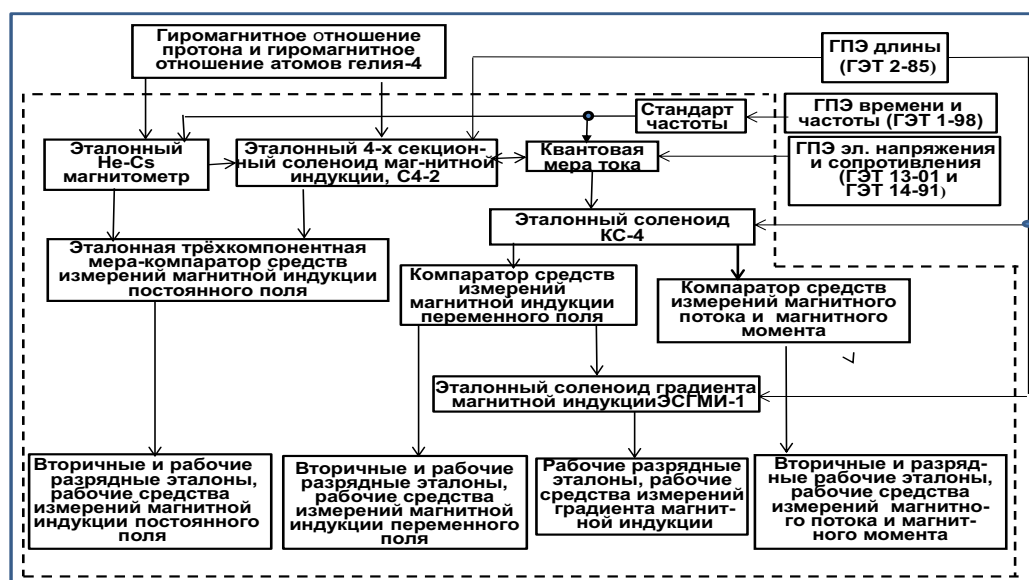 Гиромагнитное отношение
протона и гиромагнитное
отношение атомов гелия-4
ГПЭ длины
(ГЭТ 2-85)
Стандарт
частоты
ГПЭ времени и
частоты (ГЭТ 1-98)
Эталонный
He-Cs
магнитометр
Эталонный 4-х секцион-
ный соленоид маг-нитной
индукции, С4-2
Квантовая
мера тока
ГПЭ эл. напряжения
и сопротивления
(ГЭТ 13-01 и
ГЭТ 14-91)
Эталонный соленоид
КС-4
Эталонная трёхкомпонентная
мера-компаратор средств
измерений магнитной индукции
постоянного поля
Компаратор средств
измерений
магнитной индукции
переменного поля
Компаратор средств
измерений магнитного
потока и магнитного
момента
Эталонный соленоид градиента
магнитной индукцииЭСГМИ-1
Вторичные и рабочие
разрядные эталоны,
рабочие средства
измерений магнитной
индукции постоянного
поля
Вторичные и рабочие
разрядные эталоны,
рабочие средства
измерений магнитной
индукции переменного
поля
Рабочие разрядные
эталоны, рабочие
средства измерений
градиента магнит-
ной индукции
Вторичные и разряд-
ные рабочие эталоны,
рабочие средства
измерений магнитно-
го потока и магнит-
ного момента